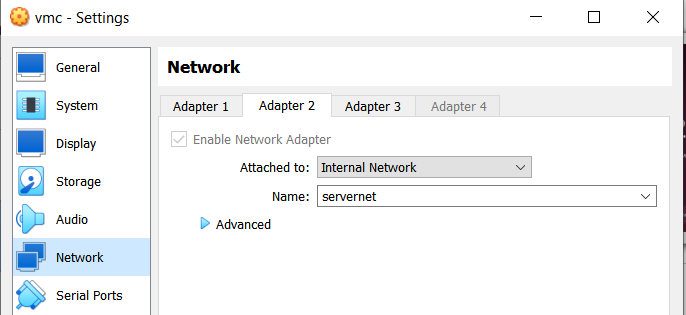 vmc - Settings
General
System
Display
Storage
Audio
Network
Serial Ports
Network
Adapter 1 Adapter 2 Adapter 3 Adapter 4
Enable Network Adapter
Attached to: Internal Network
Name: servernet
Advanced